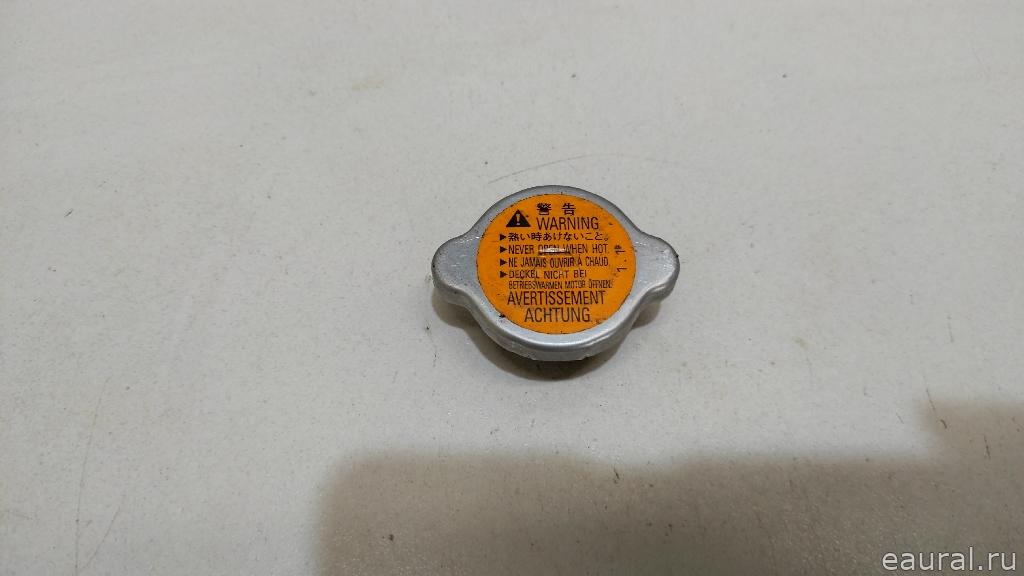 警告
WARNING
▶熱い時あけないこと。
▶NEVER OPEN WHEN HOT.
▶NE JAMAIS OUVRIR À CHAUD.
▶DECKEL NICHT BEI
BETRIEBSWARMEN MOTOR ÖFFNEN!
AVERTISSEMENT
ACHTUNG
eaural.ru